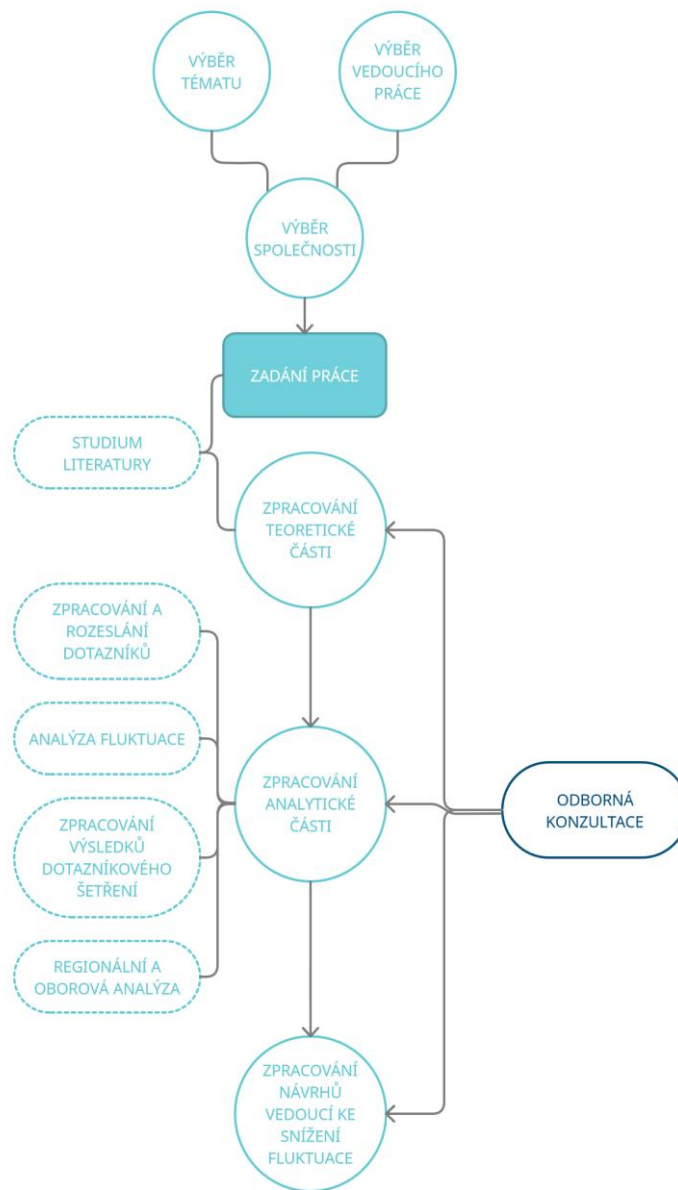 VÝBĚR
TÉMATU
VÝBĚR
VEDOUCÍHO
PRÁCE
VÝBĚR
SPOLEČNOSTI
ZADÁNÍ PRÁCE
STUDIUM
LITERATURY
ZPRACOVÁNÍ
TEORETICKÉ
ČÁSTI
ZPRACOVÁNÍ A
ROZESLÁNÍ
DOTAZNÍKŮ
ANALÝZA FLUKTUACE
ZPRACOVÁNÍ
ANALYTICKÉ
ČÁSTI
ODBORNÁ
KONZULTACE
ZPRACOVÁNÍ
VÝSLEDKŮ
DOTAZNÍKOVÉHO
ŠETŘENÍ
REGIONÁLNÍ A
OBOROVÁ ANALÝZA
ZPRACOVÁNÍ
NÁVRHŮ
VEDOUCÍ KE
SNÍŽENÍ
FLUKTUACE